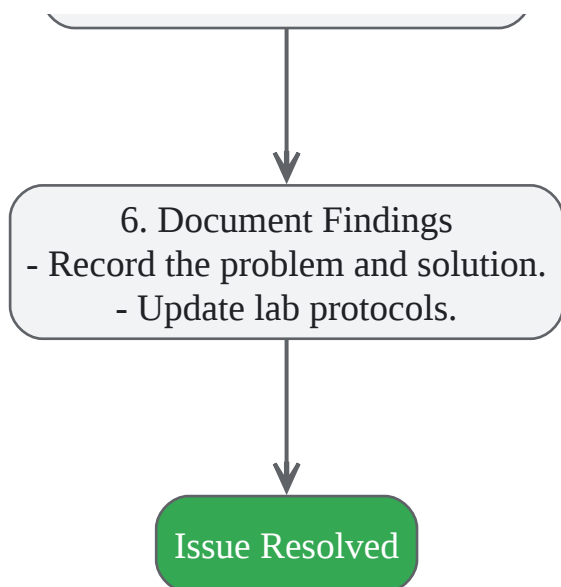 6. Document Findings
- Record the problem and solution.
- Update lab protocols.
Issue Resolved